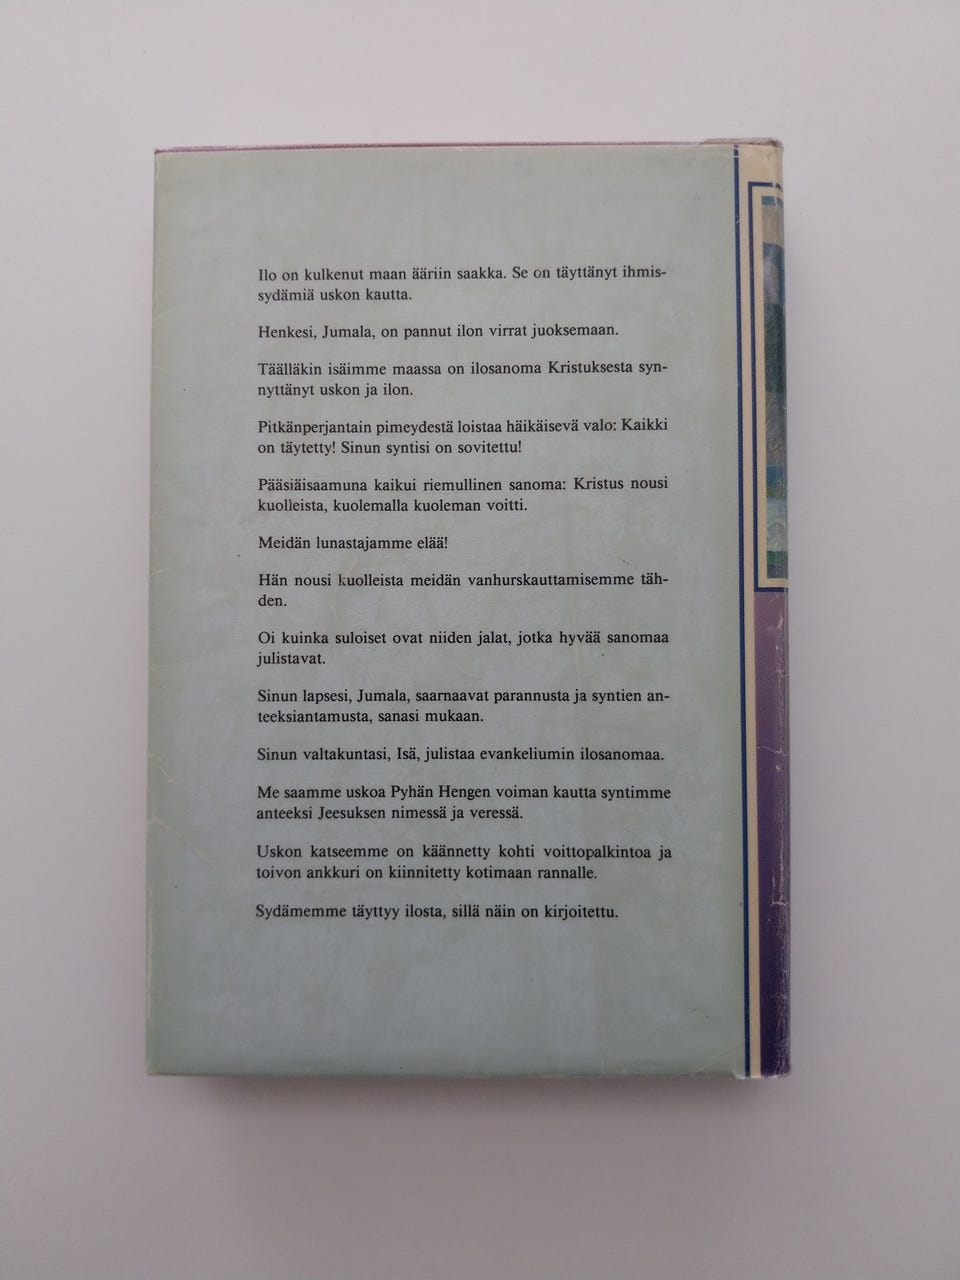 Ilo on kulkenut maan ääriin saakka. Se on täyttänyt ihmis-
sydämiä uskon kautta.
Henkesi, Jumala, on pannut ilon virrat juoksemaan.
Täälläkin isäimme maassa on ilosanoma Kristuksesta syn-
nyttänyt uskon ja ilon.
Pitkänperjantain pimeydestä loistaa häikäisevä valo: Kaikki
on täytetty! Sinun syntisi on sovitettu!
Pääsiäisaamuna kaikui riemullinen sanoma: Kristus nousi
kuolleista, kuolemalla kuoleman voitti.
Meidän lunastajamme elää!
Hän nousi kuolleista meidän vanhurskauttamisemme täh-
den.
Oi kuinka suloiset ovat niiden jalat, jotka hyvää sanomaa
julistavat.
Sinun lapsesi, Jumala, saarnaavat parannusta ja syntien an-
teeksiantamusta, sanasi mukaan.
Sinun valtakuntasi, Isä, julistaa evankeliumin ilosanomaa.
Me saamme uskoa Pyhän Hengen voiman kautta syntimme
anteeksi Jeesuksen nimessä ja veressä.
Uskon katseemme on käännetty kohti voittopalkintoa ja
toivon ankkuri on kiinnitetty kotimaan rannalle.
Sydämemme täyttyy ilosta, sillä näin on kirjoitettu.